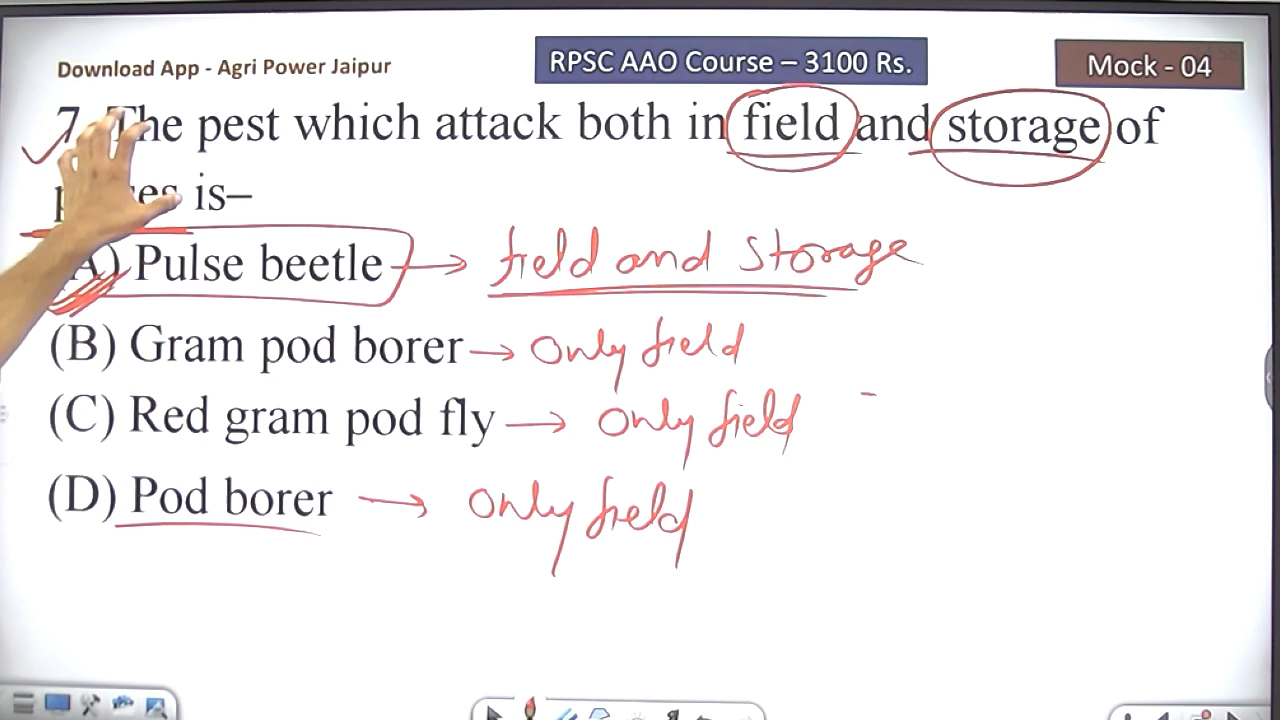 Download App - Agri Power Jaipur
RPSC AAO Course – 3100 Rs.
Mock - 04
7. The pest which attack both in field and storage of
is–
(A) Pulse beetle → field and storage
(B) Gram pod borer → only field
(C) Red gram pod fly → only field
(D) Pod borer → only field